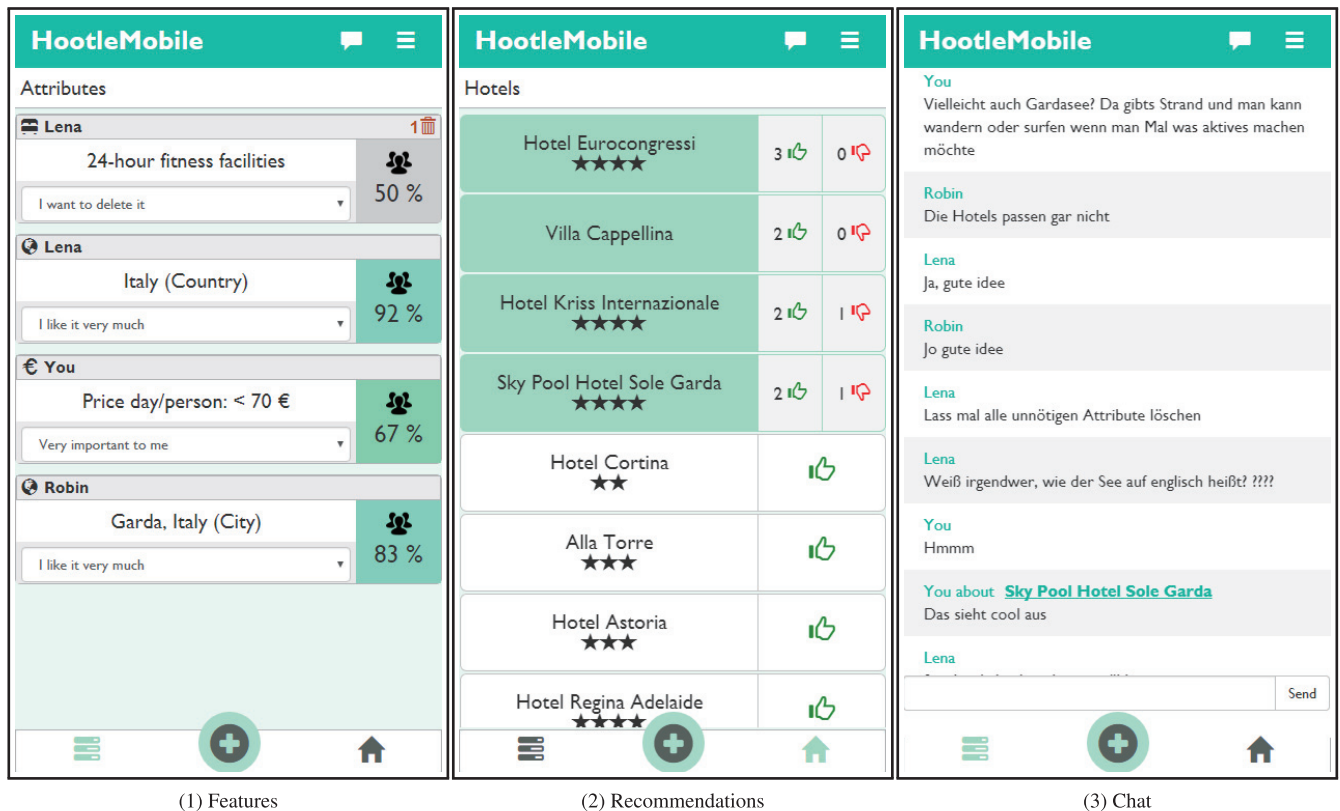 HootleMobile
Attributes
Lena
1
24-hour fitness facilities
50 %
I want to delete it
Lena
Italy (Country)
92 %
I like it very much
€ You
Price day/person: < 70 €
67 %
Very important to me
Robin
Garda, Italy (City)
83 %
I like it very much
(1) Features
HootleMobile
Hotels
Hotel Eurocongressi
★★★★
3
0
Villa Cappellina
2
0
Hotel Kriss Internazionale
★★★★
2
1
Sky Pool Hotel Sole Garda
★★★★
2
1
Hotel Cortina
★★
Alla Torre
★★★
Hotel Astoria
★★★
Hotel Regina Adelaide
★★★★
(2) Recommendations
HootleMobile
You
Vielleicht auch Gardasee? Da gibts Strand und man kann
wandern oder surfen wenn man Mal was aktives machen
möchte
Robin
Die Hotels passen gar nicht
Lena
Ja, gute idee
Robin
Jo gute idee
Lena
Lass mal alle unnötigen Attribute löschen
Lena
Weiß irgendwer, wie der See auf englisch heißt? ????
You
Hmmm
You about Sky Pool Hotel Sole Garda
Das sieht cool aus
Lena
Send
(3) Chat